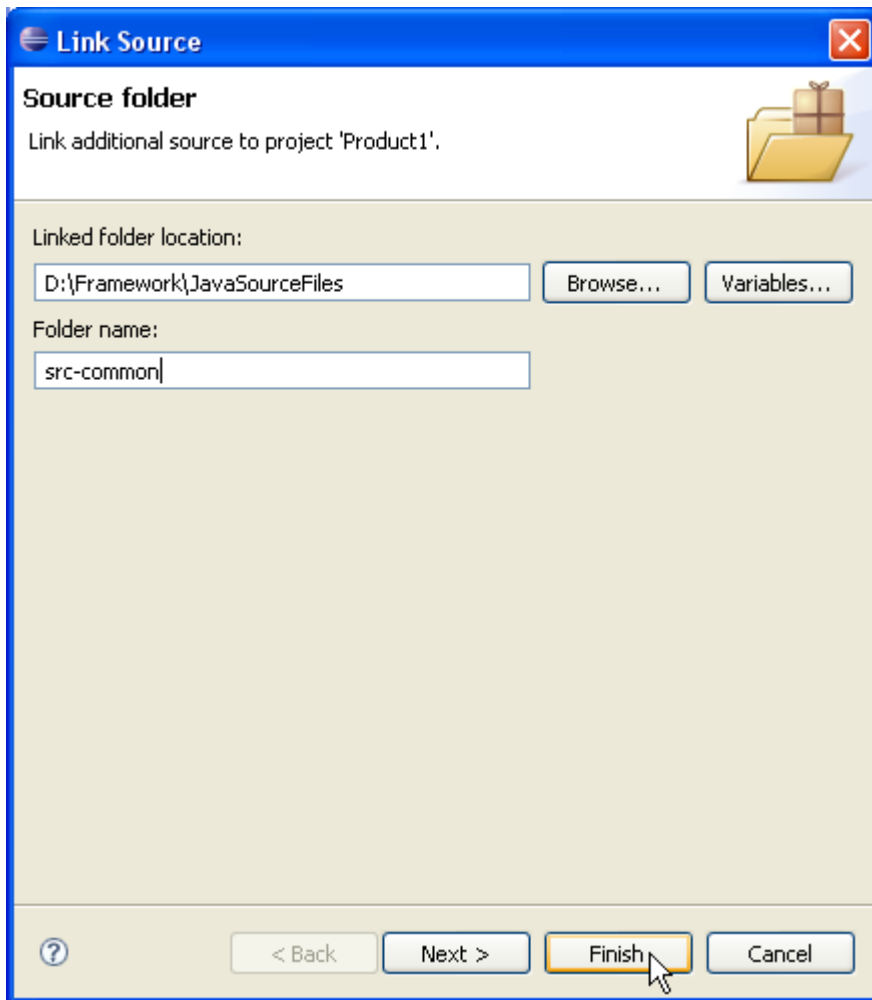 Link Source
Source folder
Link additional source to project 'Product1'.
Linked folder location:
D:\Framework\JavaSourceFiles Browse... Variables...
Folder name:
src-common
? < Back Next > Finish Cancel